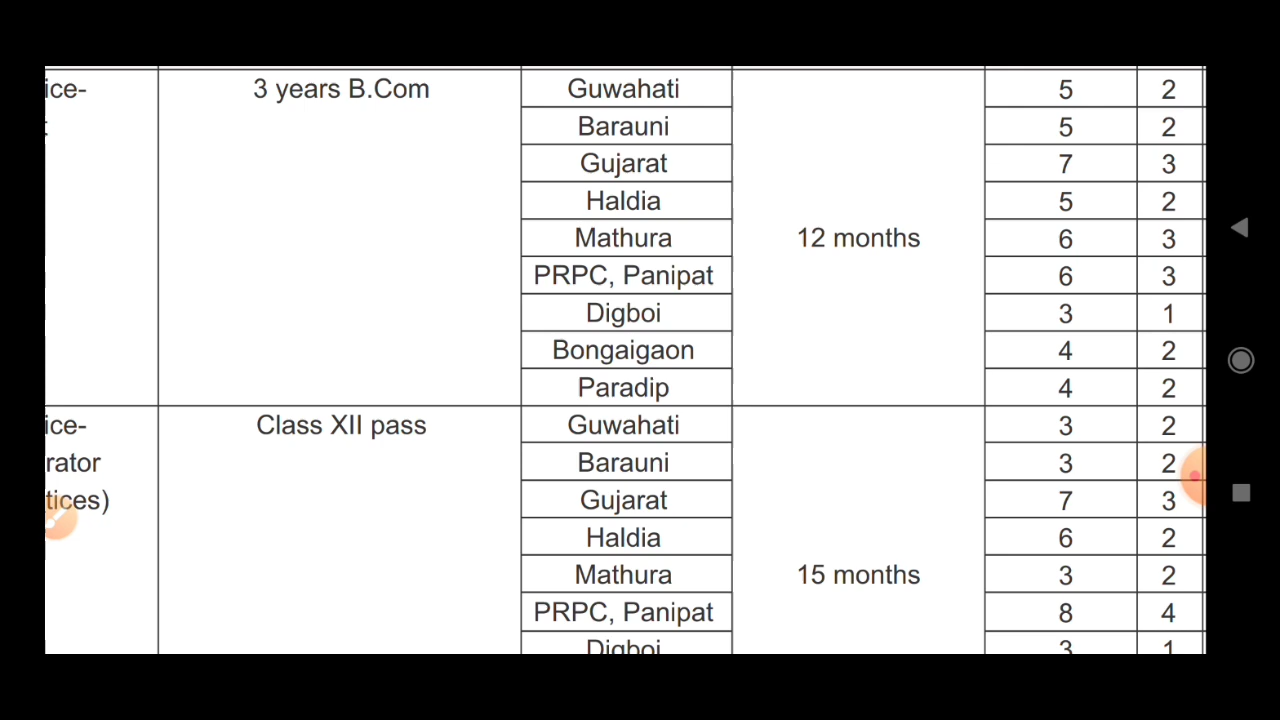 ice- 3 years B.Com Guwahati 5 2
Barauni 5 2
Gujarat 7 3
Haldia 5 2
Mathura 12 months 6 3
PRPC, Panipat 6 3
Digboi 3 1
Bongaigaon 4 2
Paradip 4 2
ice- Class XII pass Guwahati 3 2
rator Barauni 3 2
tices) Gujarat 7 3
Haldia 6 2
Mathura 15 months 3 2
PRPC, Panipat 8 4
Digboi 3 1